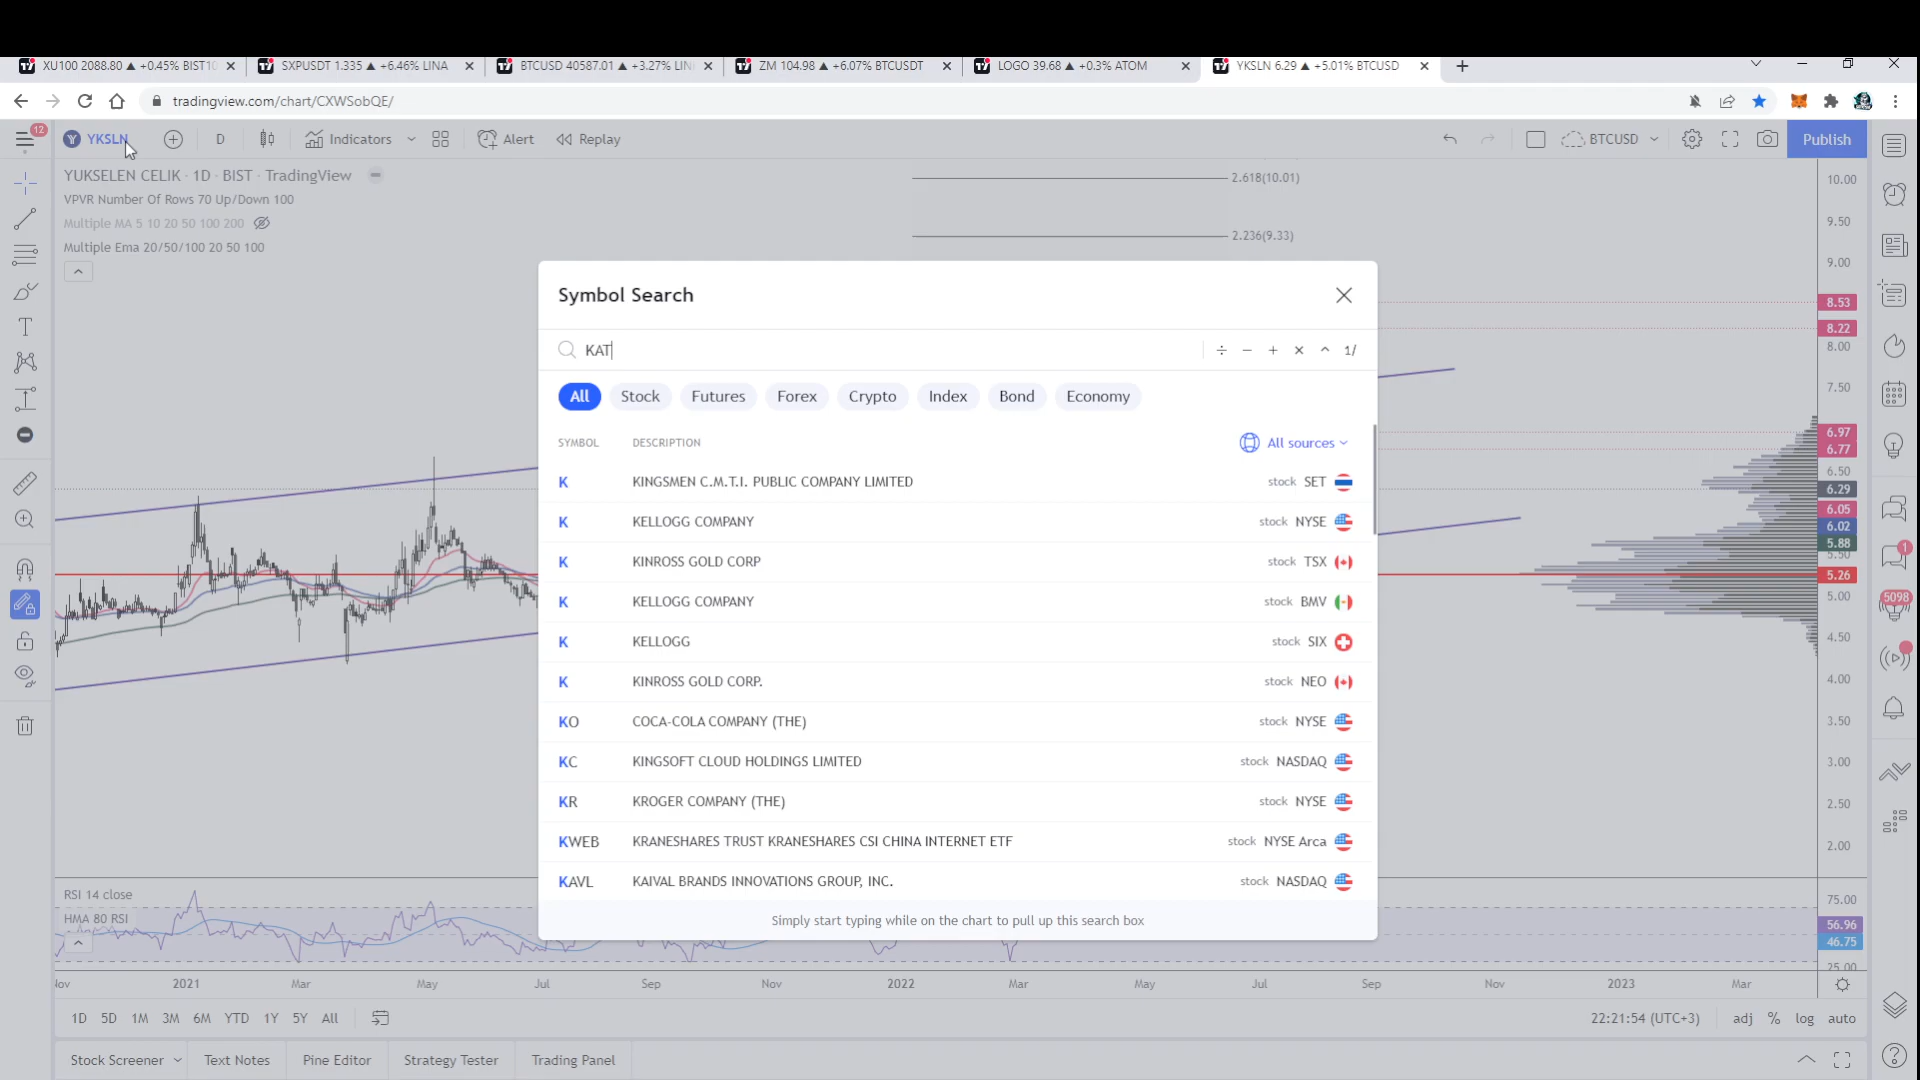 XU100 2088.80 ▲ +0.45% BIST10
SXPUSDT 1.335 ▲ +6.46% LINA
BTCUSD 40587.01 ▲ +3.27% LIN
ZM 104.98 ▲ +6.07% BTCUSDT
LOGO 39.68 ▲ +0.3% ATOM
YKSLN 6.29 ▲ +5.01% BTCUSD
tradingview.com/chart/CXWSobQE/
12
YKSLN
D
Indicators
Alert
Replay
BTCUSD
Publish
YUKSELEN CELIK · 1D · BIST · TradingView
VPVR Number Of Rows 70 Up/Down 100
Multiple MA 5 10 20 50 100 200
Multiple Ema 20/50/100 20 50 100
2.618(10.01)
2.236(9.33)
Symbol Search
KAT
÷ − + × ^ 1/
All Stock Futures Forex Crypto Index Bond Economy
SYMBOL DESCRIPTION All sources
K KINGSMEN C.M.T.I. PUBLIC COMPANY LIMITED stock SET
K KELLOGG COMPANY stock NYSE
K KINROSS GOLD CORP stock TSX
K KELLOGG COMPANY stock BMV
K KELLOGG stock SIX
K KINROSS GOLD CORP. stock NEO
KO COCA-COLA COMPANY (THE) stock NYSE
KC KINGSOFT CLOUD HOLDINGS LIMITED stock NASDAQ
KR KROGER COMPANY (THE) stock NYSE
KWEB KRANESHARES TRUST KRANESHARES CSI CHINA INTERNET ETF stock NYSE Arca
KAVL KAIVAL BRANDS INNOVATIONS GROUP, INC. stock NASDAQ
Simply start typing while on the chart to pull up this search box
10.00
9.50
9.00
8.53
8.22
8.00
7.50
6.97
6.77
6.50
6.29
6.05
6.02
5.88
5.50
5.26
5.00
4.50
4.00
3.50
3.00
2.50
2.00
1
5098
RSI 14 close
HMA 80 RSI
75.00
56.96
46.75
25.00
Nov 2021 Mar May Jul Sep Nov 2022 Mar May Jul Sep Nov 2023 Mar
1D 5D 1M 3M 6M YTD 1Y 5Y All
22:21:54 (UTC+3) adj % log auto
Stock Screener Text Notes Pine Editor Strategy Tester Trading Panel